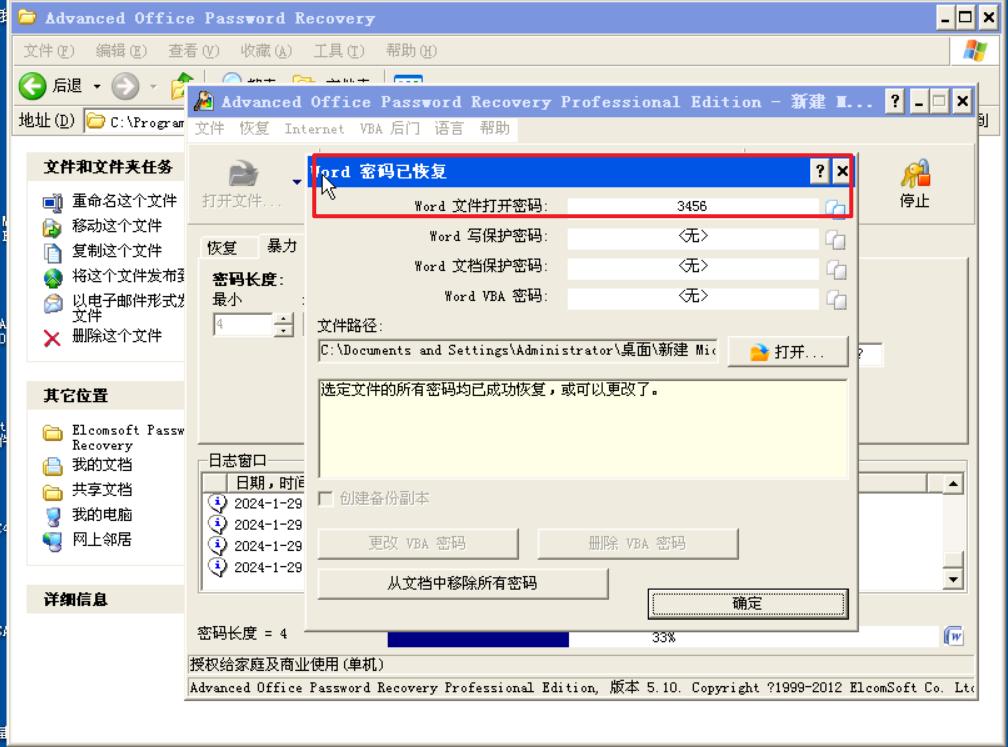 Advanced Office Password Recovery
文件(F) 编辑(E) 查看(V) 收藏(A) 工具(T) 帮助(H)
后退
地址(D) C:\Program
Advanced Office Password Recovery Professional Edition - 新建 M...
文件 恢复 Internet VBA 后门 语言 帮助
打开文件...
停止
文件和文件夹任务
重命名这个文件
移动这个文件
复制这个文件
将这个文件发布到
以电子邮件形式发
文件
删除这个文件
其它位置
Elcomsoft Passw
Recovery
我的文档
共享文档
我的电脑
网上邻居
详细信息
恢复 暴力
密码长度:
最小
4
Word 密码已恢复
Word 文件打开密码: 3456
Word 写保护密码: <无>
Word 文档保护密码: <无>
Word VBA 密码: <无>
文件路径:
C:\Documents and Settings\Administrator\桌面\新建 Mic
打开...
选定文件的所有密码均已成功恢复，或可以更改了。
创建备份副本
更改 VBA 密码 删除 VBA 密码
从文档中移除所有密码
确定
日志窗口
日期，时间
2024-1-29
2024-1-29
2024-1-29
2024-1-29
密码长度 = 4 33%
授权给家庭及商业使用(单机)
Advanced Office Password Recovery Professional Edition, 版本 5.10. Copyright ?1999-2012 ElcomSoft Co. Ltd